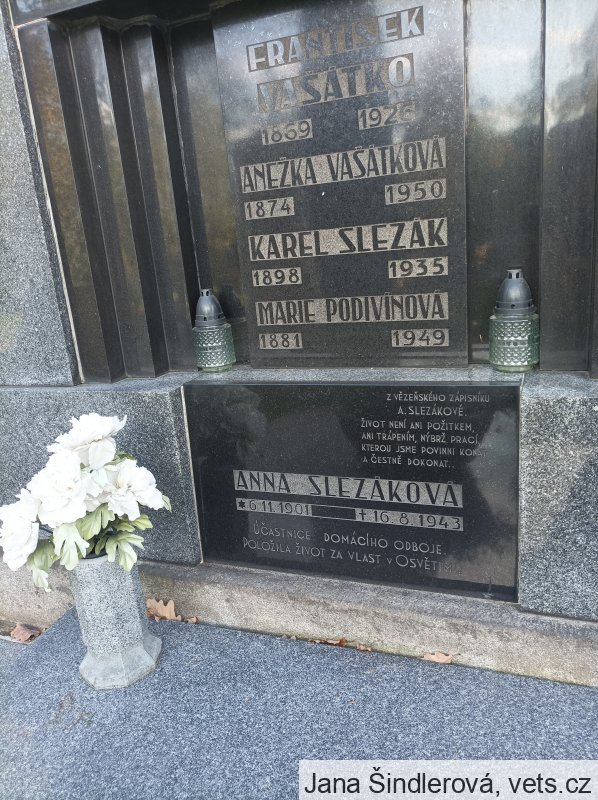 FRANTIŠEK
VAŠÁTKO
1869 1926
ANEŽKA VAŠÁTKOVÁ
1874 1950
KAREL SLEZÁK
1898 1935
MARIE PODIVÍNOVÁ
1881 1949
Z VĚZEŇSKÉHO ZÁPISNÍKU
A. SLEZÁKOVÉ.
ŽIVOT NENÍ ANI POŽITKEM,
ANI TRÁPENÍM, NÝBRŽ PRACÍ,
KTEROU JSME POVINNI KONAT
A ČESTNĚ DOKONAT..
ANNA SLEZÁKOVÁ
*6.11.1901 +16.8.1943
ÚČASTNICE DOMÁCÍHO ODBOJE.
POLOŽILA ŽIVOT ZA VLAST V OSVĚTIMI
Jana Šindlerová, vets.cz